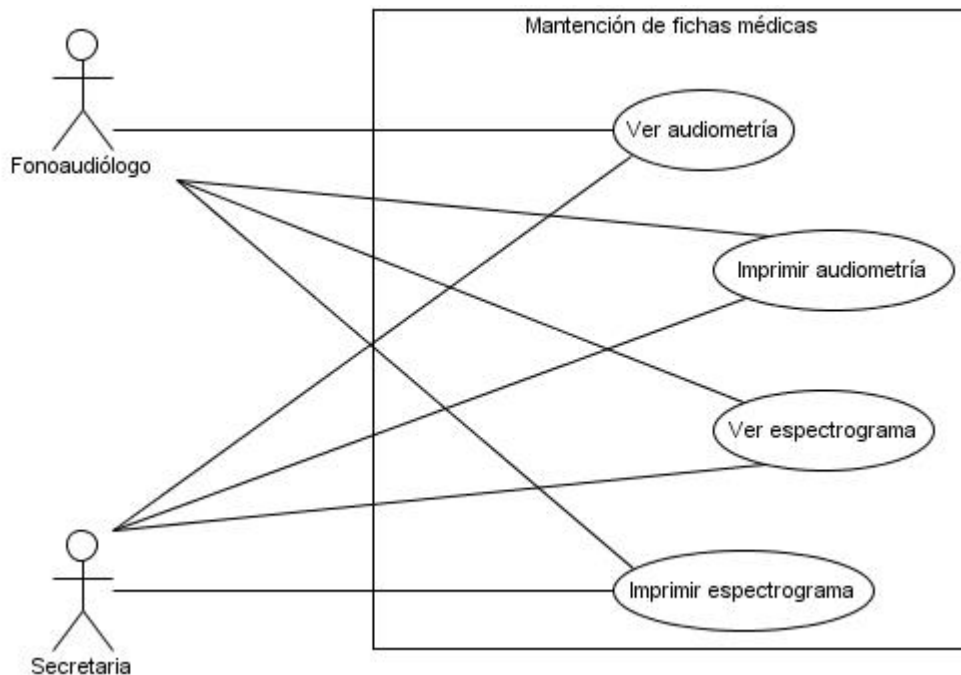 Mantención de fichas médicas
Fonoaudiólogo
Ver audiometría
Imprimir audiometría
Ver espectrograma
Imprimir espectrograma
Secretaria